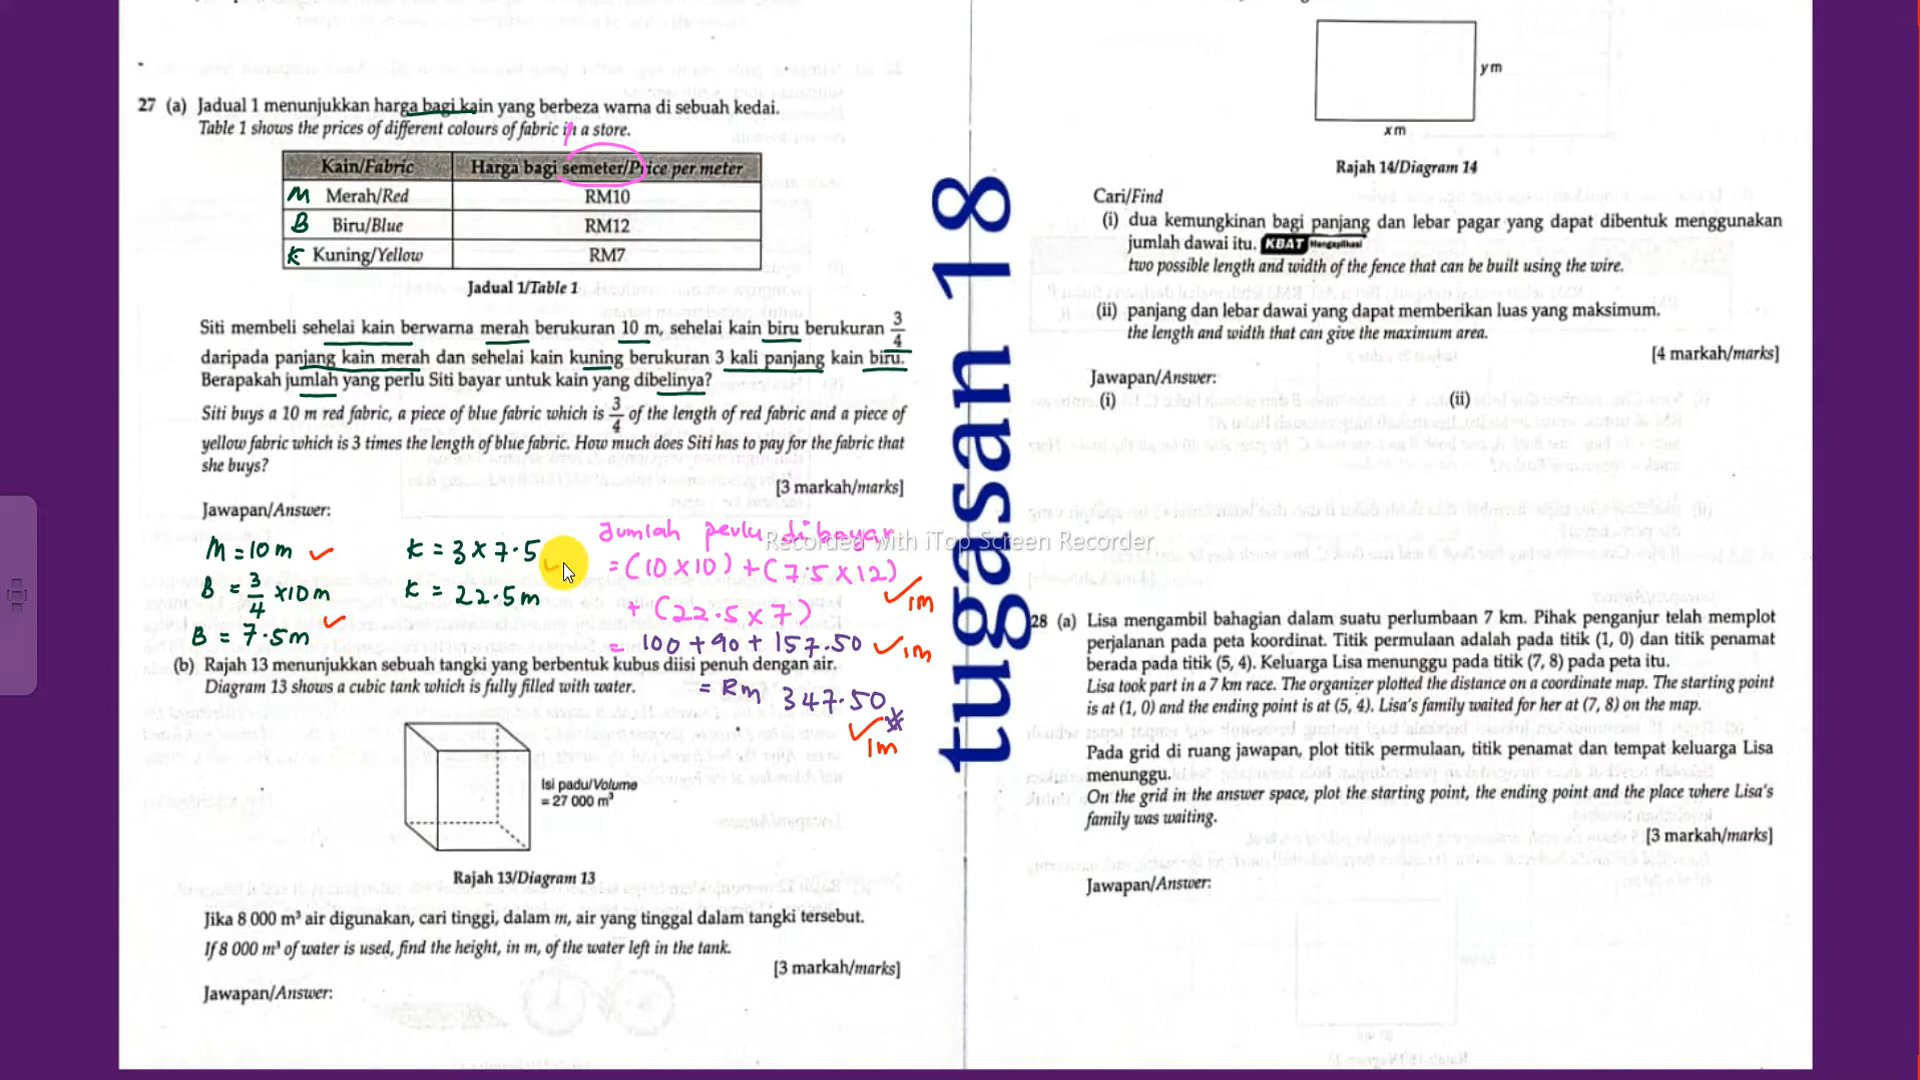 27 (a) Jadual 1 menunjukkan harga bagi kain yang berbeza warna di sebuah kedai.
Table 1 shows the prices of different colours of fabric in a store.
Kain/Fabric Harga bagi semeter/Price per meter
M Merah/Red RM10
B Biru/Blue RM12
K Kuning/Yellow RM7
Jadual 1/Table 1
Siti membeli sehelai kain berwarna merah berukuran 10 m, sehelai kain biru berukuran 3/4
daripada panjang kain merah dan sehelai kain kuning berukuran 3 kali panjang kain biru.
Berapakah jumlah yang perlu Siti bayar untuk kain yang dibelinya?
Siti buys a 10 m red fabric, a piece of blue fabric which is 3/4 of the length of red fabric and a piece of
yellow fabric which is 3 times the length of blue fabric. How much does Siti has to pay for the fabric that
she buys?
[3 markah/marks]
Jawapan/Answer:
M = 10 m
B = 3/4 × 10 m
B = 7.5 m
K = 3 × 7.5
K = 22.5 m
Jumlah perlu dibayar
= (10 × 10) + (7.5 × 12)
+ (22.5 × 7) 1m
= 100 + 90 + 157.50 1m
= Rm 347.50
1m
(b) Rajah 13 menunjukkan sebuah tangki yang berbentuk kubus diisi penuh dengan air.
Diagram 13 shows a cubic tank which is fully filled with water.
Isi padu/Volume
= 27 000 m³
Rajah 13/Diagram 13
Jika 8 000 m³ air digunakan, cari tinggi, dalam m, air yang tinggal dalam tangki tersebut.
If 8 000 m³ of water is used, find the height, in m, of the water left in the tank.
[3 markah/marks]
Jawapan/Answer:
tugasan 18
Recorded with iTop Screen Recorder
y m
x m
Rajah 14/Diagram 14
Cari/Find
(i) dua kemungkinan bagi panjang dan lebar pagar yang dapat dibentuk menggunakan
jumlah dawai itu. KBAT Mengaplikasi
two possible length and width of the fence that can be built using the wire.
(ii) panjang dan lebar dawai yang dapat memberikan luas yang maksimum.
the length and width that can give the maximum area.
[4 markah/marks]
Jawapan/Answer:
(i) (ii)
28 (a) Lisa mengambil bahagian dalam suatu perlumbaan 7 km. Pihak penganjur telah memplot
perjalanan pada peta koordinat. Titik permulaan adalah pada titik (1, 0) dan titik penamat
berada pada titik (5, 4). Keluarga Lisa menunggu pada titik (7, 8) pada peta itu.
Lisa took part in a 7 km race. The organizer plotted the distance on a coordinate map. The starting point
is at (1, 0) and the ending point is at (5, 4). Lisa's family waited for her at (7, 8) on the map.
Pada grid di ruang jawapan, plot titik permulaan, titik penamat dan tempat keluarga Lisa
menunggu.
On the grid in the answer space, plot the starting point, the ending point and the place where Lisa's
family was waiting.
[3 markah/marks]
Jawapan/Answer: